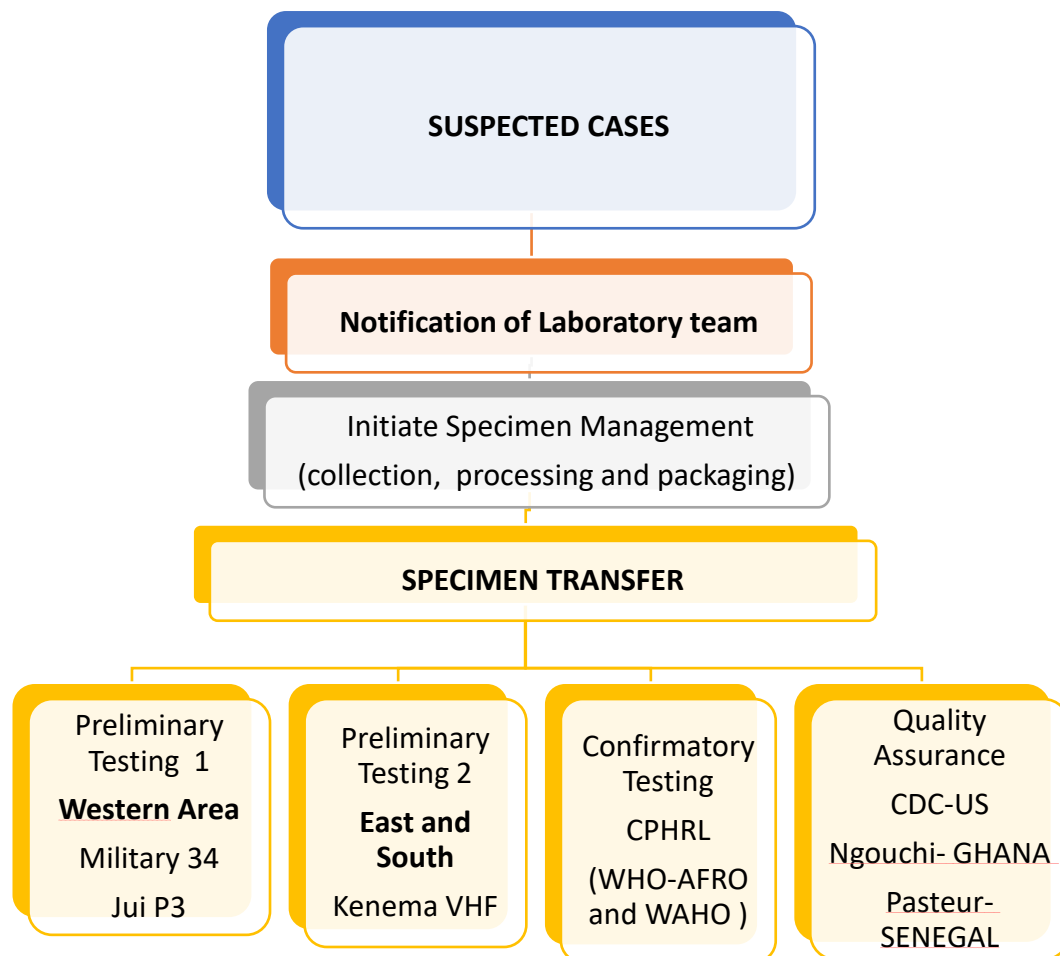 SUSPECTED CASES
Notification of Laboratory team
Initiate Specimen Management
(collection, processing and packaging)
SPECIMEN TRANSFER
Preliminary
Testing 1
Western Area
Military 34
Jui P3
Preliminary
Testing 2
East and
South
Kenema VHF
Confirmatory
Testing
CPHRL
(WHO-AFRO
and WAHO )
Quality
Assurance
CDC-US
Ngouchi- GHANA
Pasteur-
SENEGAL